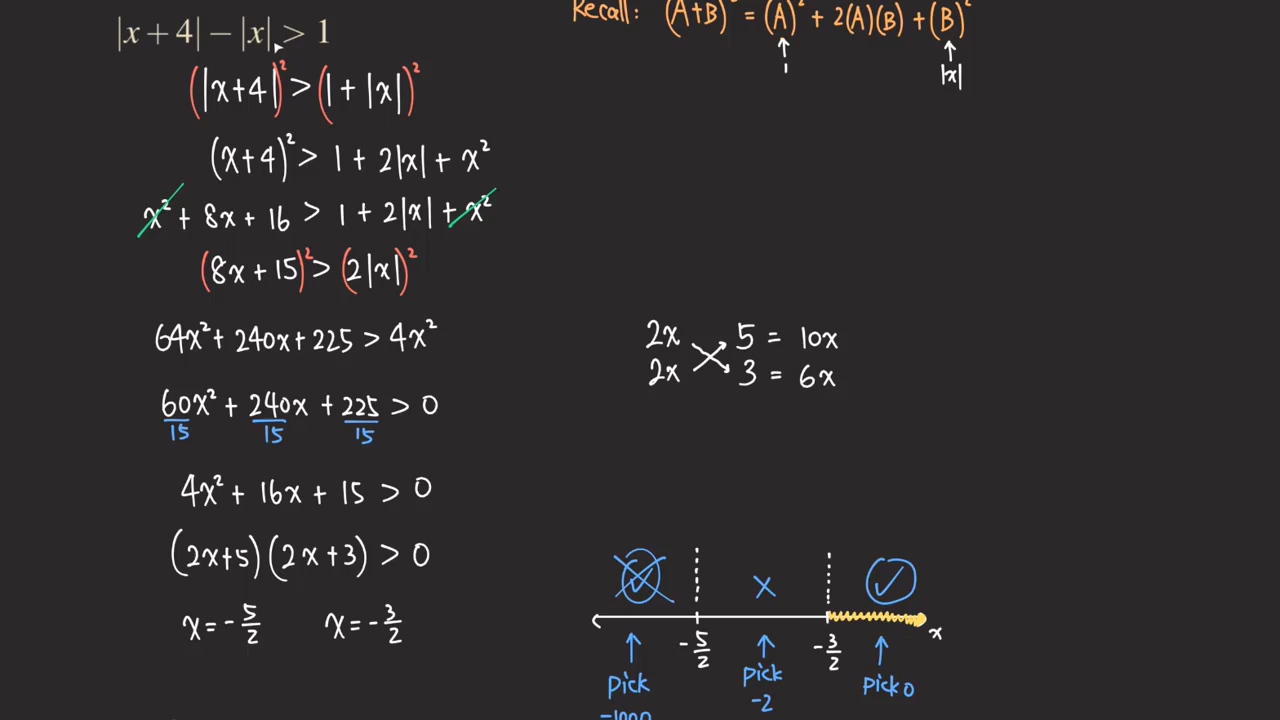 |x + 4| − |x| > 1
Recall: (A+B)² = (A)² + 2(A)(B) + (B)²
1
|x|
(|x+4|)² > (1 + |x|)²
(x+4)² > 1 + 2|x| + x²
x² + 8x + 16 > 1 + 2|x| + x²
(8x + 15)² > (2|x|)²
64x² + 240x + 225 > 4x²
2x 5 = 10x
2x 3 = 6x
60x² + 240x + 225 > 0
15 15 15
4x² + 16x + 15 > 0
(2x+5)(2x+3) > 0
x = -5/2 x = -3/2
x
-5/2 -3/2 x
pick -1000
pick -2
pick 0